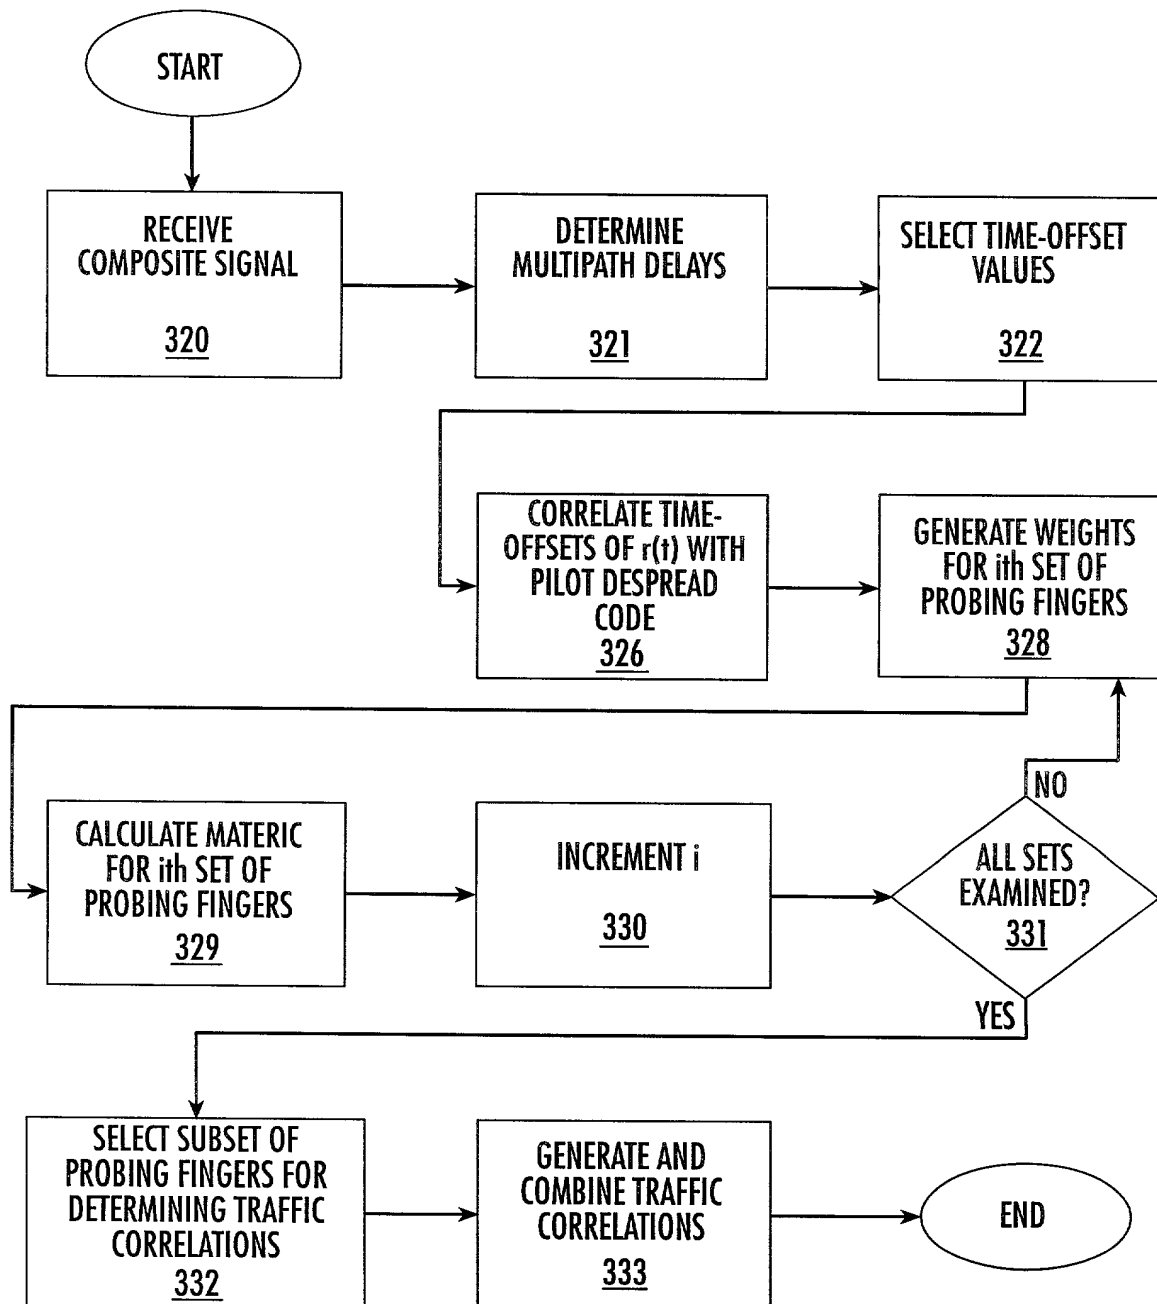 START
RECEIVE
COMPOSITE SIGNAL
320
DETERMINE
MULTIPATH DELAYS
321
SELECT TIME-OFFSET
VALUES
322
CORRELATE TIME-
OFFSETS OF r(t) WITH
PILOT DESPREAD
CODE
326
GENERATE WEIGHTS
FOR ith SET OF
PROBING FINGERS
328
CALCULATE MATERIC
FOR ith SET OF
PROBING FINGERS
329
INCREMENT i
330
NO
ALL SETS
EXAMINED?
331
YES
SELECT SUBSET OF
PROBING FINGERS FOR
DETERMINING TRAFFIC
CORRELATIONS
332
GENERATE AND
COMBINE TRAFFIC
CORRELATIONS
333
END